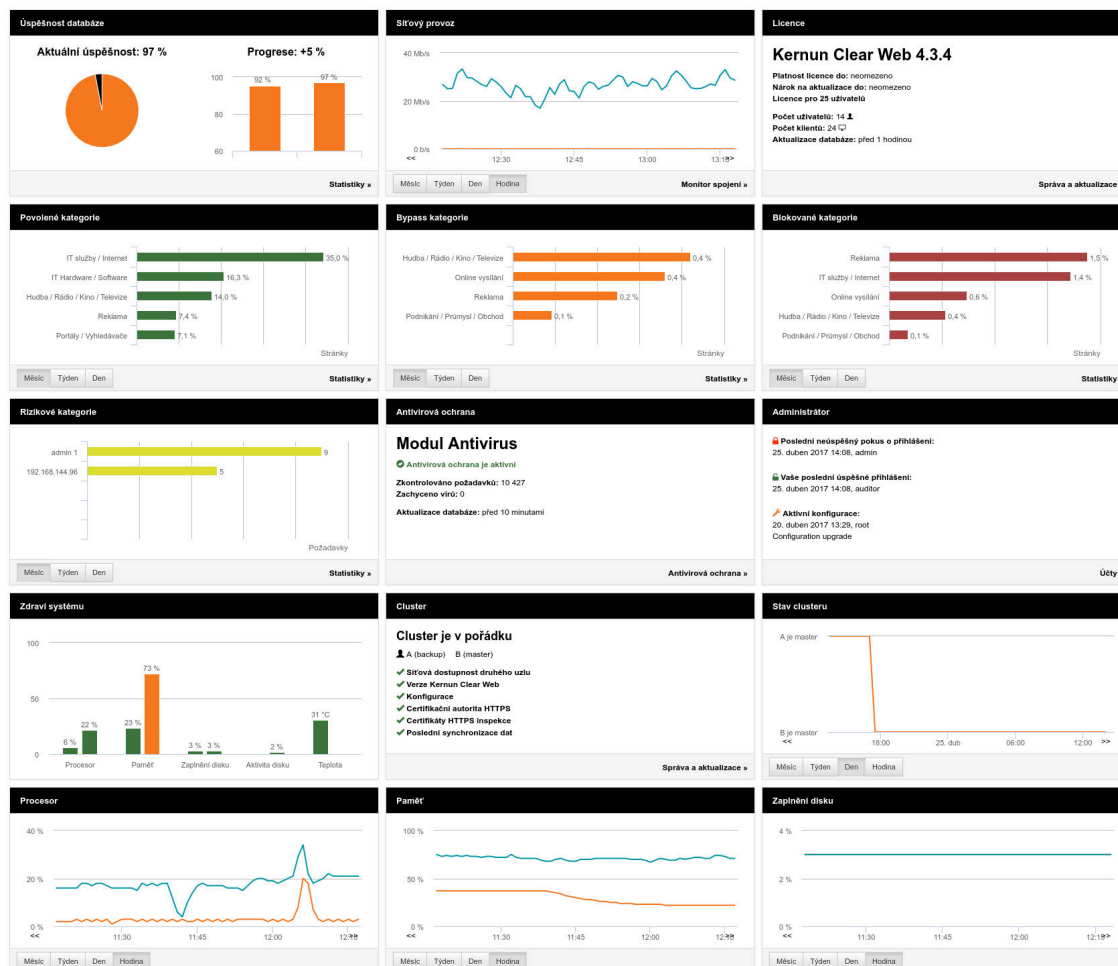 Úspěšnost databáze
Aktuální úspěšnost: 97 %
Progrese: +5 %
100
80
60
92 %
97 %
Statistiky »
Síťový provoz
40 Mb/s
20 Mb/s
0 b/s
<<
12:30
12:45
13:00
13:15
>>
Měsíc Týden Den Hodina
Monitor spojení »
Licence
Kernun Clear Web 4.3.4
Platnost licence do: neomezeno
Nárok na aktualizace do: neomezeno
Licence pro 25 uživatelů
Počet uživatelů: 14
Počet klientů: 24
Aktualizace databáze: před 1 hodinou
Správa a aktualizace
Povolené kategorie
IT služby / Internet 35,0 %
IT Hardware / Software 16,3 %
Hudba / Rádio / Kino / Televize 14,0 %
Reklama 7,4 %
Portály / Vyhledávače 7,1 %
Stránky
Měsíc Týden Den
Statistiky »
Bypass kategorie
Hudba / Rádio / Kino / Televize 0,4 %
Online vysílání 0,4 %
Reklama 0,2 %
Podnikání / Průmysl / Obchod 0,1 %
Stránky
Měsíc Týden Den
Statistiky »
Blokované kategorie
Reklama 1,5 %
IT služby / Internet 1,4 %
Online vysílání 0,6 %
Hudba / Rádio / Kino / Televize 0,4 %
Podnikání / Průmysl / Obchod 0,1 %
Stránky
Měsíc Týden Den
Statistiky
Rizikové kategorie
admin 1 9
192.168.144.96 5
Požadavky
Měsíc Týden Den
Statistiky »
Antivirová ochrana
Modul Antivirus
Antivirová ochrana je aktivní
Zkontrolováno požadavků: 10 427
Zachyceno virů: 0
Aktualizace databáze: před 10 minutami
Antivirová ochrana »
Administrátor
Poslední neúspěšný pokus o přihlášení:
25. duben 2017 14:08, admin
Vaše poslední úspěšné přihlášení:
25. duben 2017 14:08, auditor
Aktivní konfigurace:
20. duben 2017 13:29, root
Configuration upgrade
Účty
Zdraví systému
100
50
0
6 % 22 %
23 % 73 %
3 % 3 %
2 %
31 °C
Procesor Paměť Zaplnění disku Aktivita disku Teplota
Cluster
Cluster je v pořádku
A (backup) B (master)
Síťová dostupnost druhého uzlu
Verze Kernun Clear Web
Konfigurace
Certifikační autorita HTTPS
Certifikáty HTTPS inspekce
Poslední synchronizace dat
Správa a aktualizace »
Stav clusteru
A je master
B je master
<<
18:00 25. dub 06:00 12:00
>>
Měsíc Týden Den Hodina
Procesor
40 %
20 %
0 %
<<
11:30 11:45 12:00 12:15
>>
Měsíc Týden Den Hodina
Paměť
100 %
50 %
0 %
<<
11:30 11:45 12:00 12:15
>>
Měsíc Týden Den Hodina
Zaplnění disku
4 %
2 %
0 %
<<
11:30 11:45 12:00 12:15
>>
Měsíc Týden Den Hodina